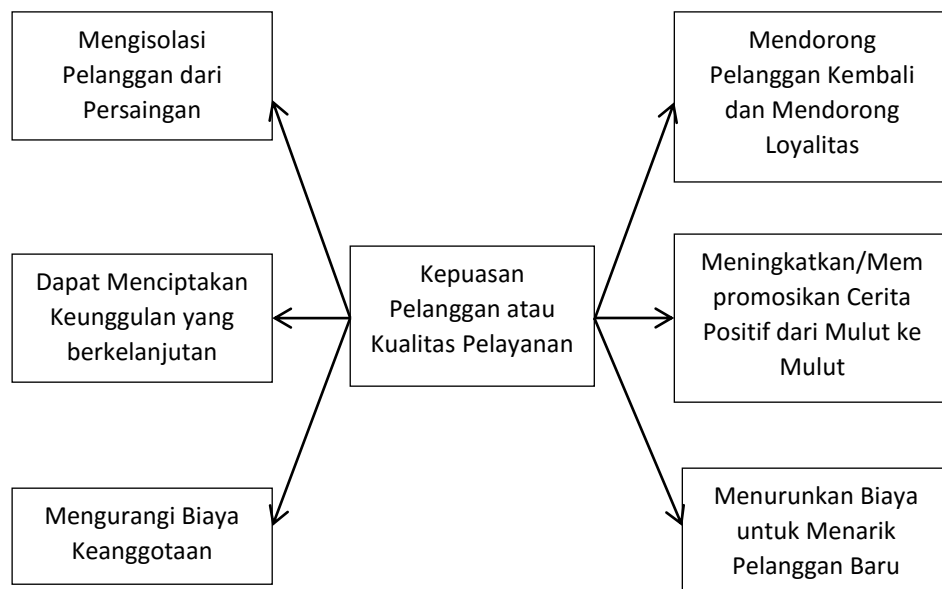 Mengisolasi
Pelanggan dari
Persaingan
Mendorong
Pelanggan Kembali
dan Mendorong
Loyalitas
Dapat Menciptakan
Keunggulan yang
berkelanjutan
Kepuasan
Pelanggan atau
Kualitas Pelayanan
Meningkatkan/Mem
promosikan Cerita
Positif dari Mulut ke
Mulut
Mengurangi Biaya
Keanggotaan
Menurunkan Biaya
untuk Menarik
Pelanggan Baru